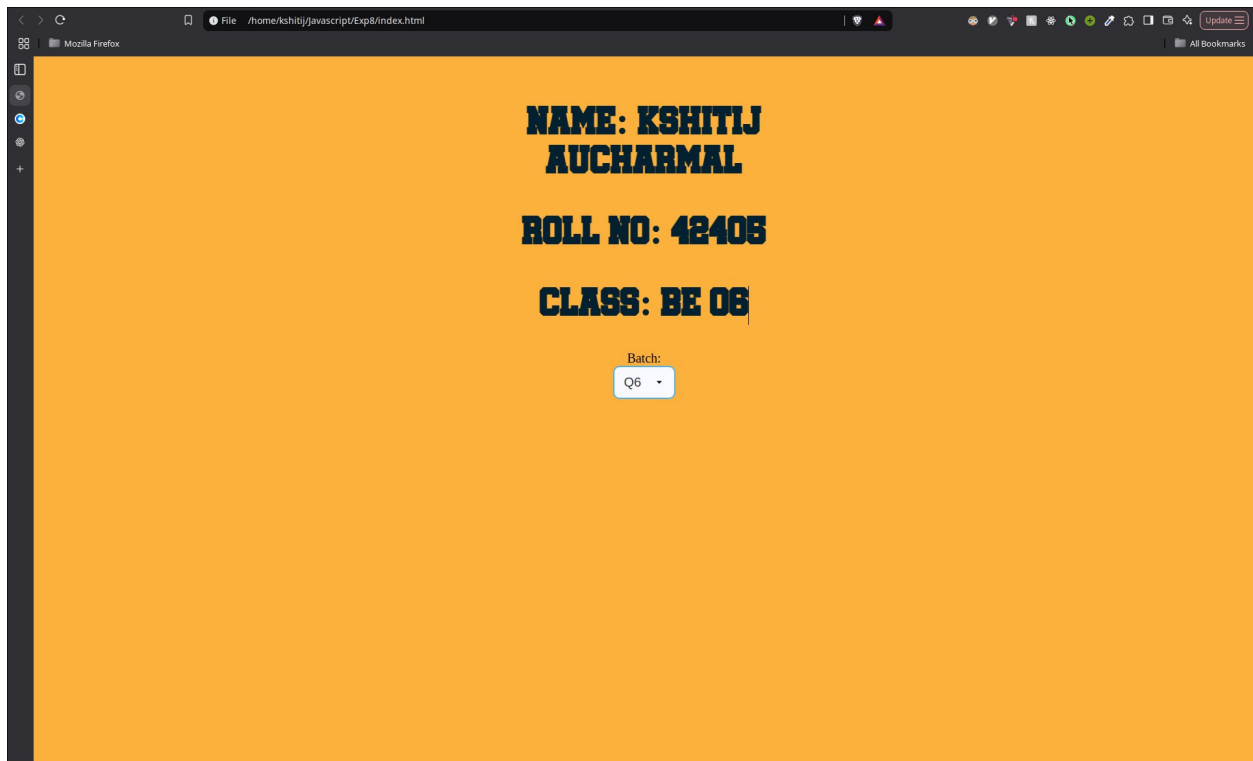 File /home/kshitij/Javascript/Exp8/index.html
Update
Mozilla Firefox
All Bookmarks
NAME: KSHITIJ
AUCHARMAL
ROLL NO: 42405
CLASS: BE 06
Batch:
Q6